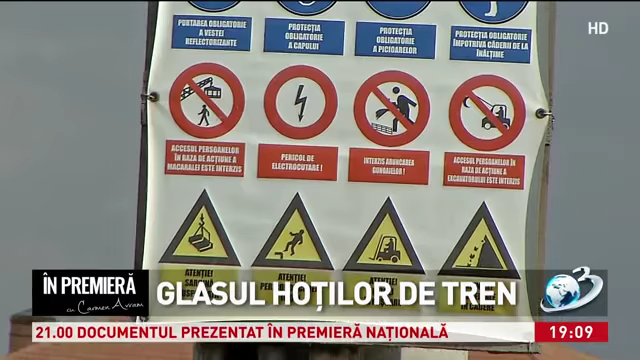 HD
PURTAREA OBLIGATORIE
A VESTEI
REFLECTORIZANTE
PROTECȚIA
OBLIGATORIE
A CAPULUI
PROTECȚIA
OBLIGATORIE
A PICIOARELOR
PROTECȚIA OBLIGATORIE
ÎMPOTRIVA CĂDERII DE LA
ÎNĂLȚIME
ACCESUL PERSOANELOR
ÎN RAZA DE ACȚIUNE A
MACARALEI ESTE INTERZIS
PERICOL DE
ELECTROCUTARE !
INTERZIS ARUNCAREA
GUNOAIELOR !
ACCESUL PERSOANELOR ÎN
RAZA DE ACȚIUNE A
EXCAVATORULUI ESTE INTERZIS
ATENȚIE!
ATENȚIE!
ATENȚIE!
ÎN PREMIERĂ
cu Carmen Avram
GLASUL HOȚILOR DE TREN
3
21.00 DOCUMENTUL PREZENTAT ÎN PREMIERĂ NAȚIONALĂ
19:09